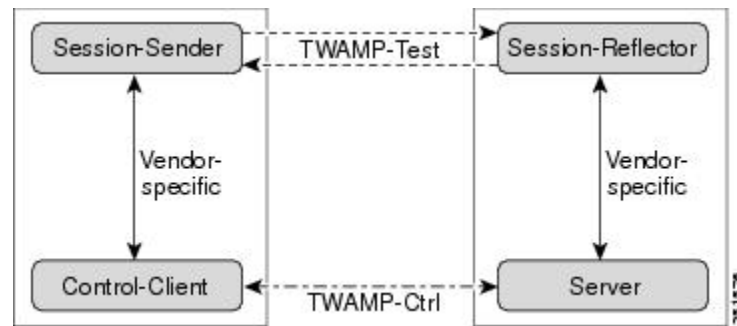 Session-Sender
TWAMP-Test
Session-Reflector
Vendor-
specific
Vendor-
specific
Control-Client
TWAMP-Ctrl
Server